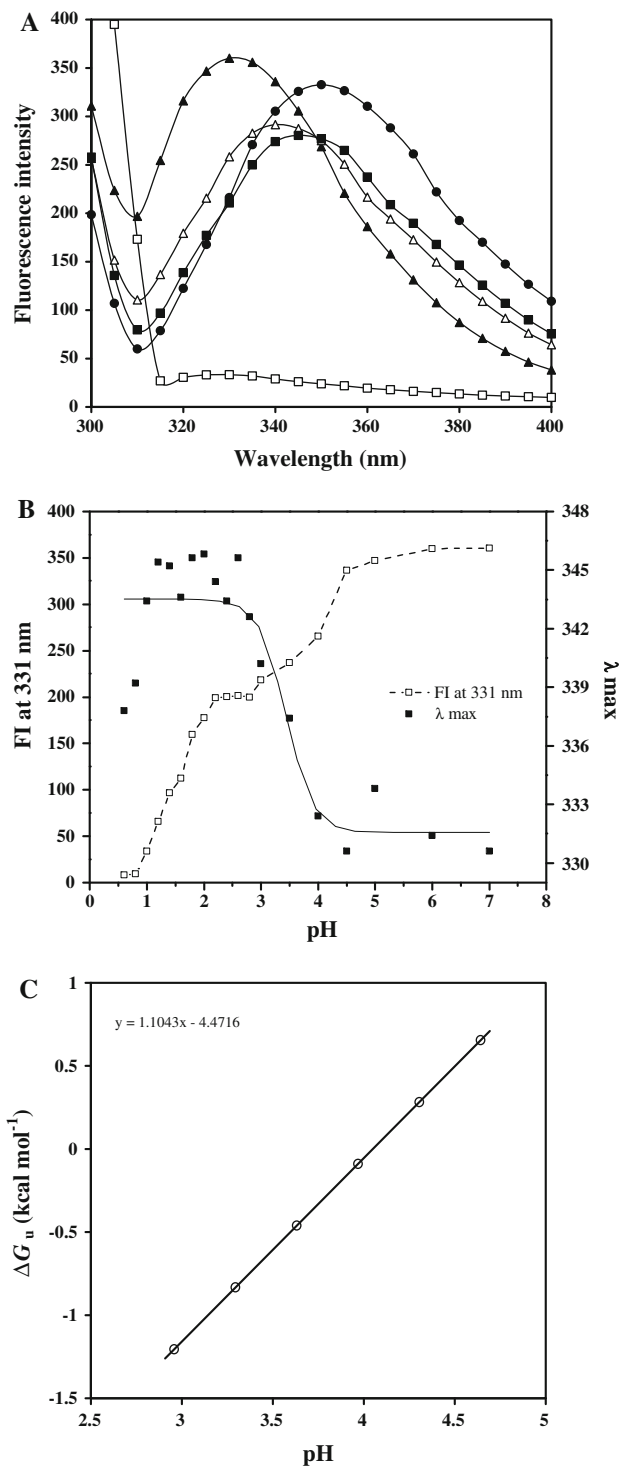 A
400
350
300
250
200
150
100
50
0
Fluorescence intensity
300 320 340 360 380 400
Wavelength (nm)
B
400
350
300
250
200
150
100
50
0
FI at 331 nm
348
345
342
339
336
333
330
λ max
FI at 331 nm
λ max
0 1 2 3 4 5 6 7 8
pH
C
1
0.5
0
-0.5
-1
-1.5
ΔG u (kcal mol-1)
y = 1.1043x - 4.4716
2.5 3 3.5 4 4.5 5
pH